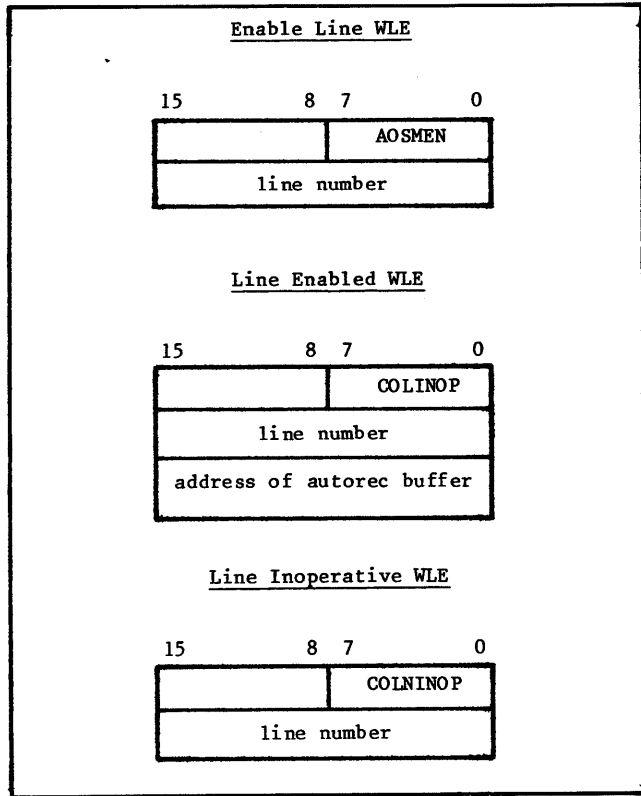 Enable Line WLE
15 8 7 0
AOSMEN
line number
Line Enabled WLE
15 8 7 0
COLINOP
line number
address of autorec buffer
Line Inoperative WLE
15 8 7 0
COLNINOP
line number